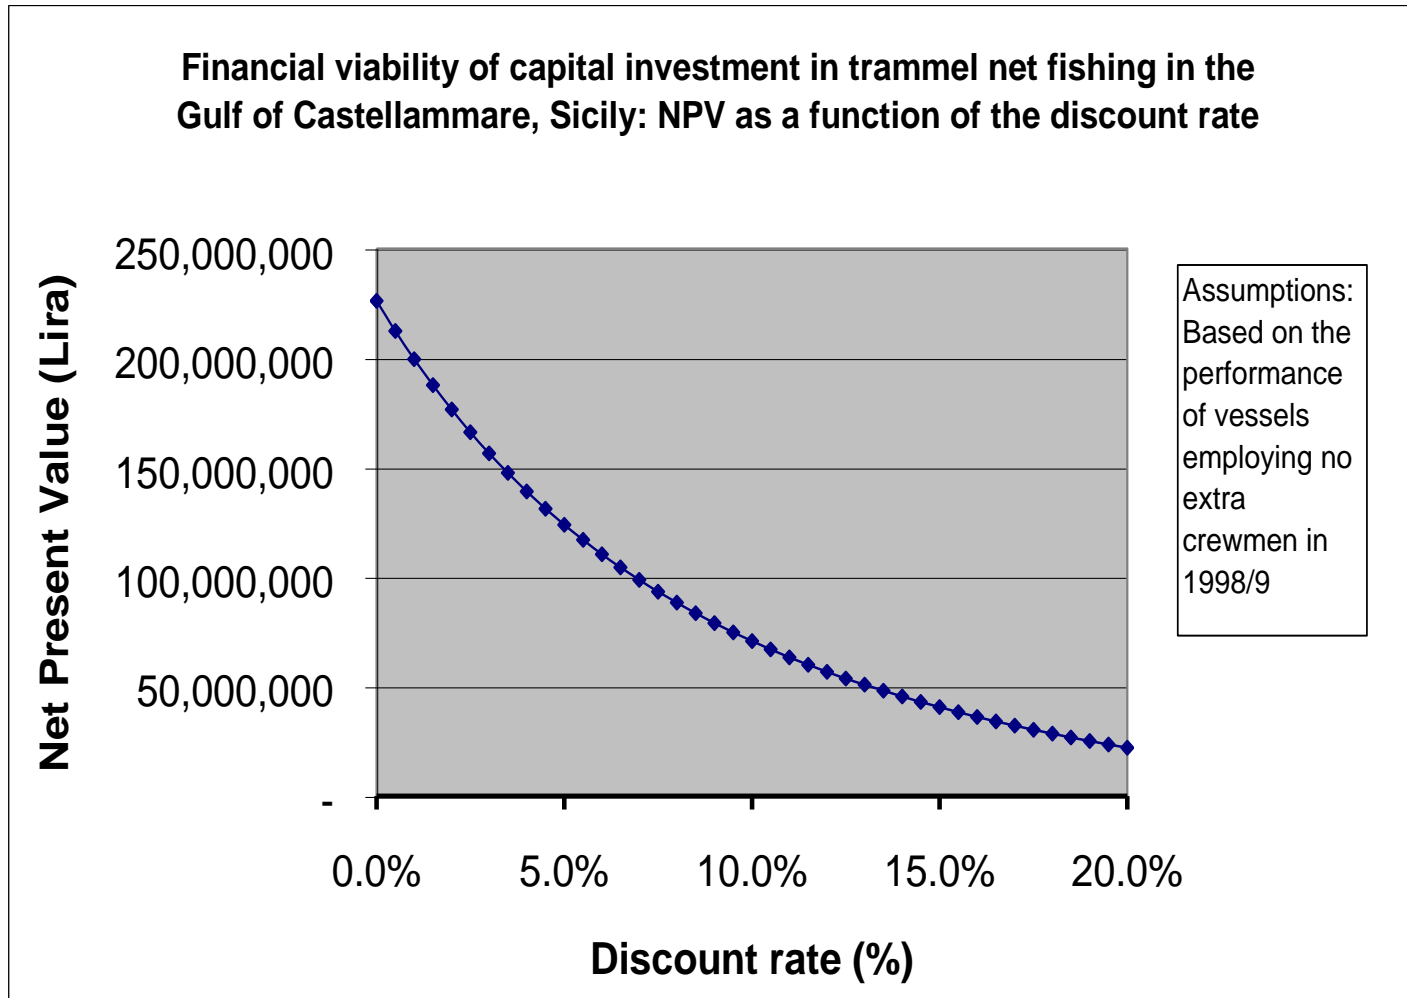 Financial viability of capital investment in trammel net fishing in the
Gulf of Castellammare, Sicily: NPV as a function of the discount rate
Net Present Value (Lira)
250,000,000
200,000,000
150,000,000
100,000,000
50,000,000
-
0.0% 5.0% 10.0% 15.0% 20.0%
Discount rate (%)
Assumptions:
Based on the
performance
of vessels
employing no
extra
crewmen in
1998/9